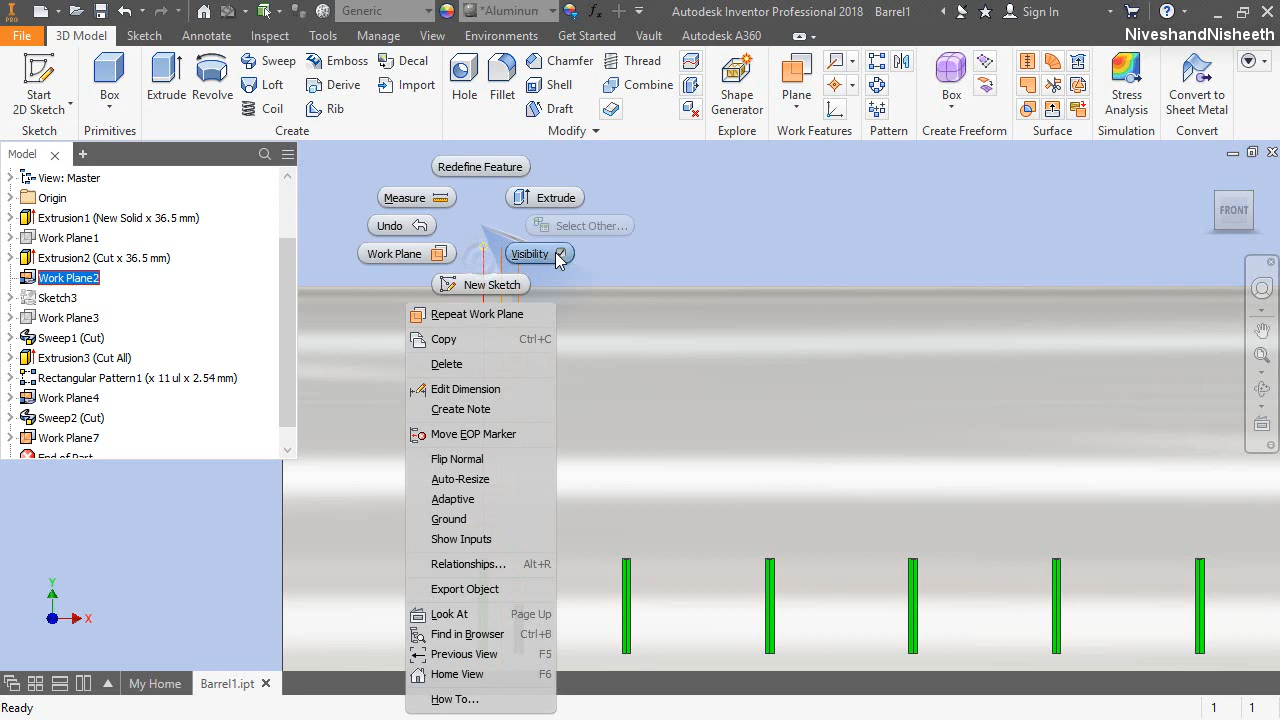 Generic
*Aluminun
Autodesk Inventor Professional 2018 Barrel1
Sign In
PRO
File
3D Model
Sketch
Annotate
Inspect
Tools
Manage
View
Environments
Get Started
Vault
Autodesk A360
NiveshandNisheeth
Start
2D Sketch
Box
Extrude
Revolve
Sweep
Emboss
Decal
Loft
Derive
Import
Coil
Rib
Hole
Fillet
Chamfer
Thread
Shell
Combine
Draft
Shape
Generator
Plane
Box
Stress
Analysis
Convert to
Sheet Metal
Sketch
Primitives
Create
Modify
Explore
Work Features
Pattern
Create Freeform
Surface
Simulation
Convert
Model
View: Master
Origin
Extrusion1 (New Solid x 36.5 mm)
Work Plane1
Extrusion2 (Cut x 36.5 mm)
Work Plane2
Sketch3
Work Plane3
Sweep1 (Cut)
Extrusion3 (Cut All)
Rectangular Pattern1 (x 11 ul x 2.54 mm)
Work Plane4
Sweep2 (Cut)
Work Plane7
End of Part
Redefine Feature
Measure
Extrude
Undo
Select Other...
Work Plane
Visibility
New Sketch
Repeat Work Plane
Copy Ctrl+C
Delete
Edit Dimension
Create Note
Move EOP Marker
Flip Normal
Auto-Resize
Adaptive
Ground
Show Inputs
Relationships... Alt+R
Export Object
Look At Page Up
Find in Browser Ctrl+B
Previous View F5
Home View F6
How To...
FRONT
Y
X
My Home
Barrel1.ipt
Ready
1 1